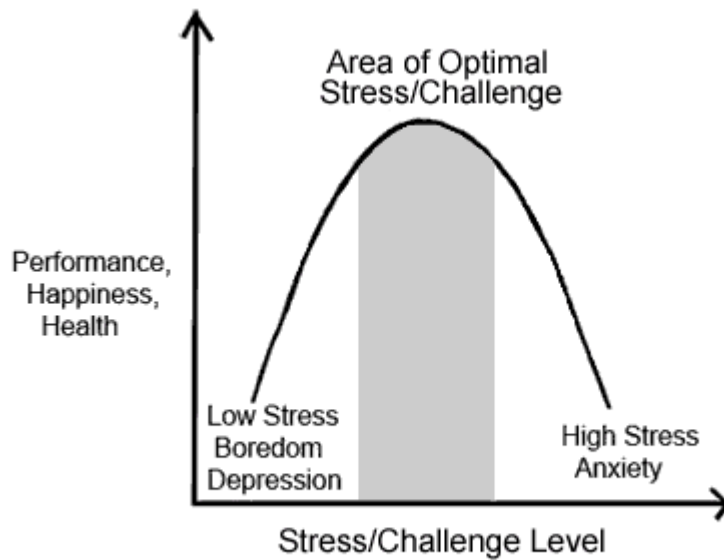 Area of Optimal
Stress/Challenge
Performance,
Happiness,
Health
Low Stress
Boredom
Depression
High Stress
Anxiety
Stress/Challenge Level